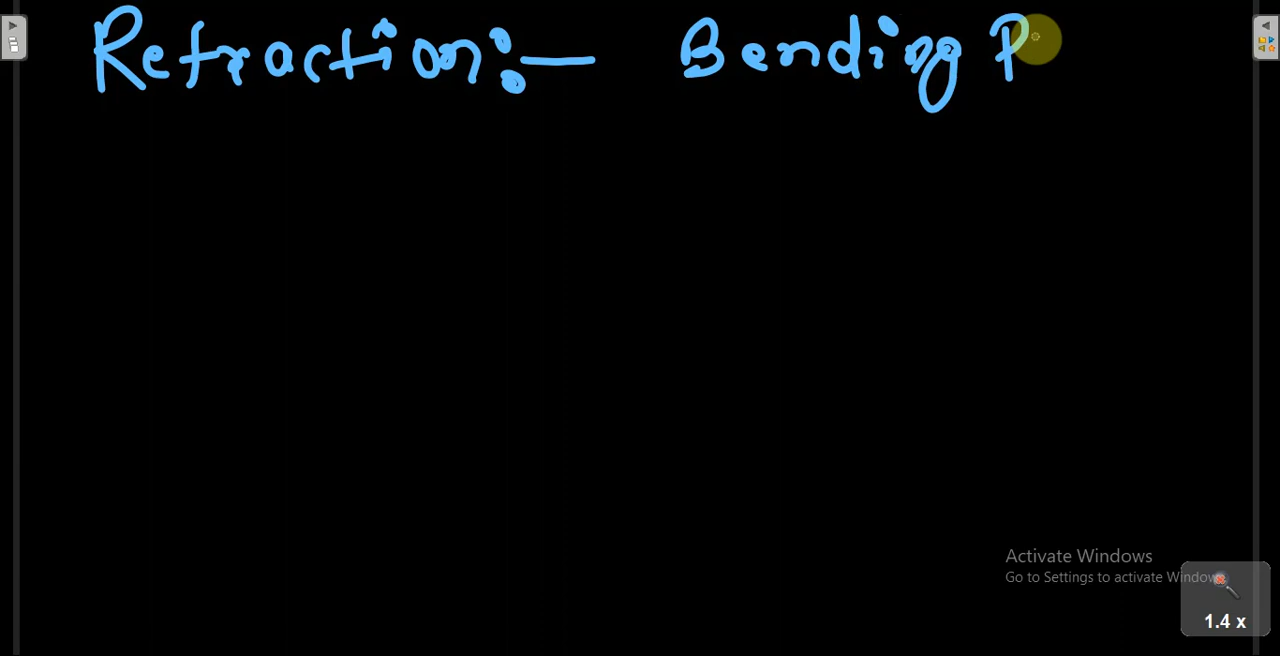 Refraction:— Bending P
Activate Windows
Go to Settings to activate Windows
1.4 x